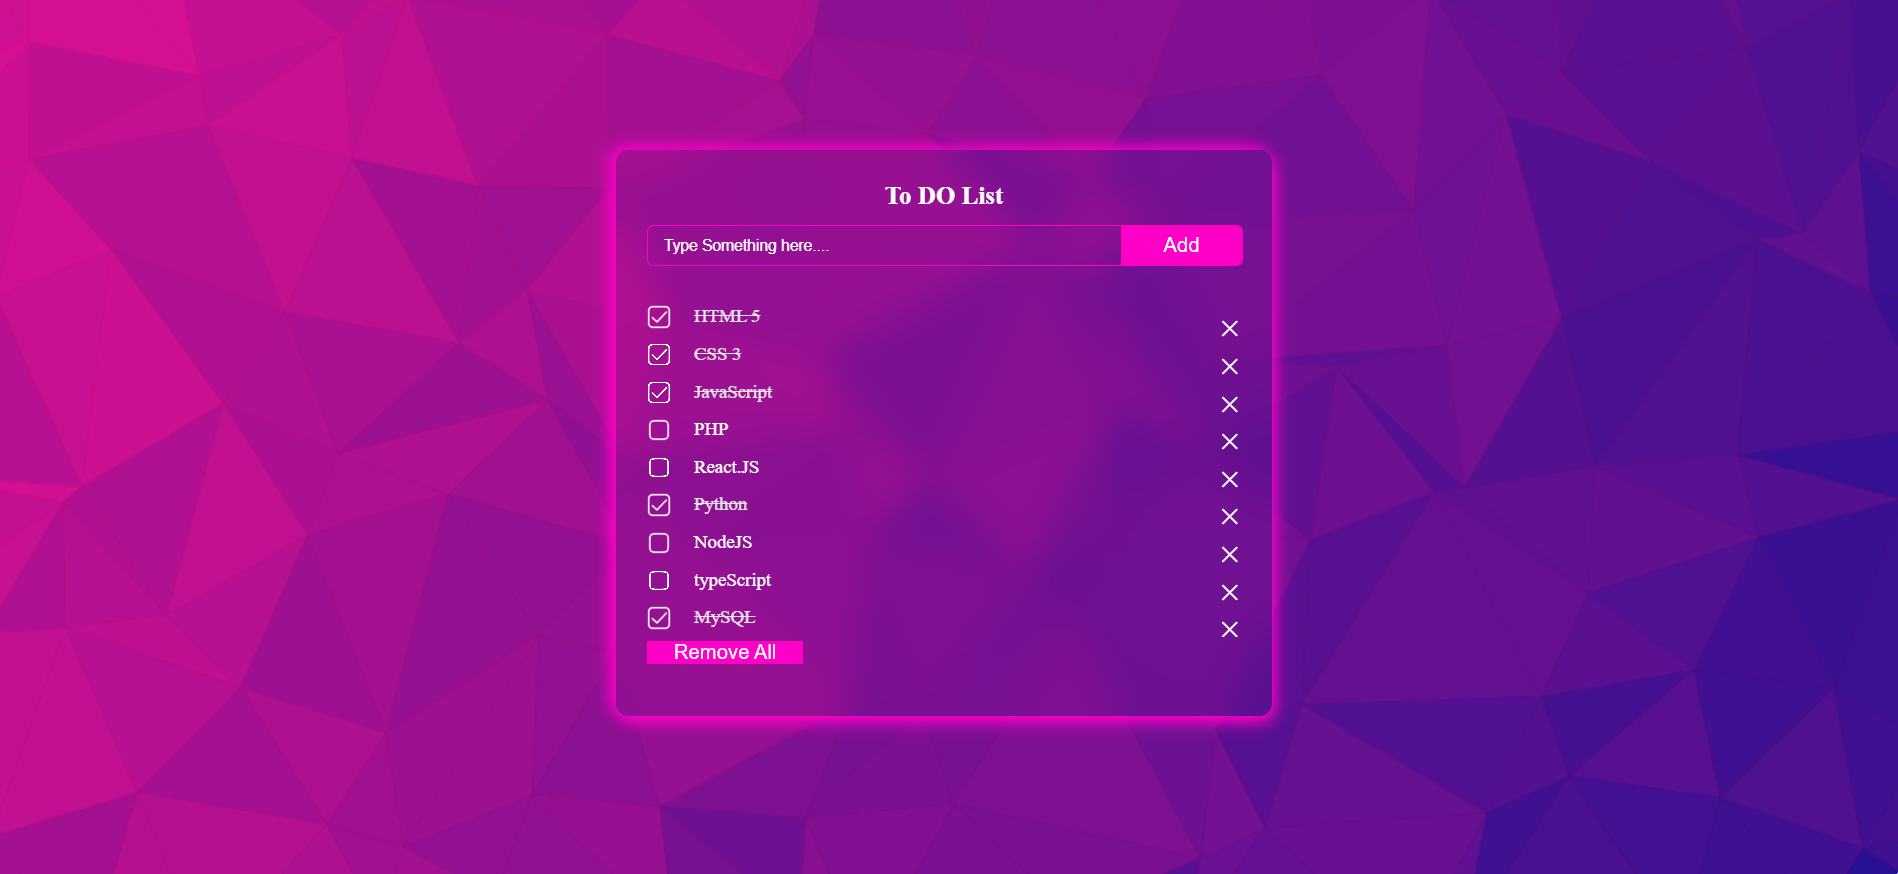 To DO List
Type Something here....
Add
HTML 5
CSS 3
JavaScript
PHP
React.JS
Python
NodeJS
typeScript
MySQL
Remove All